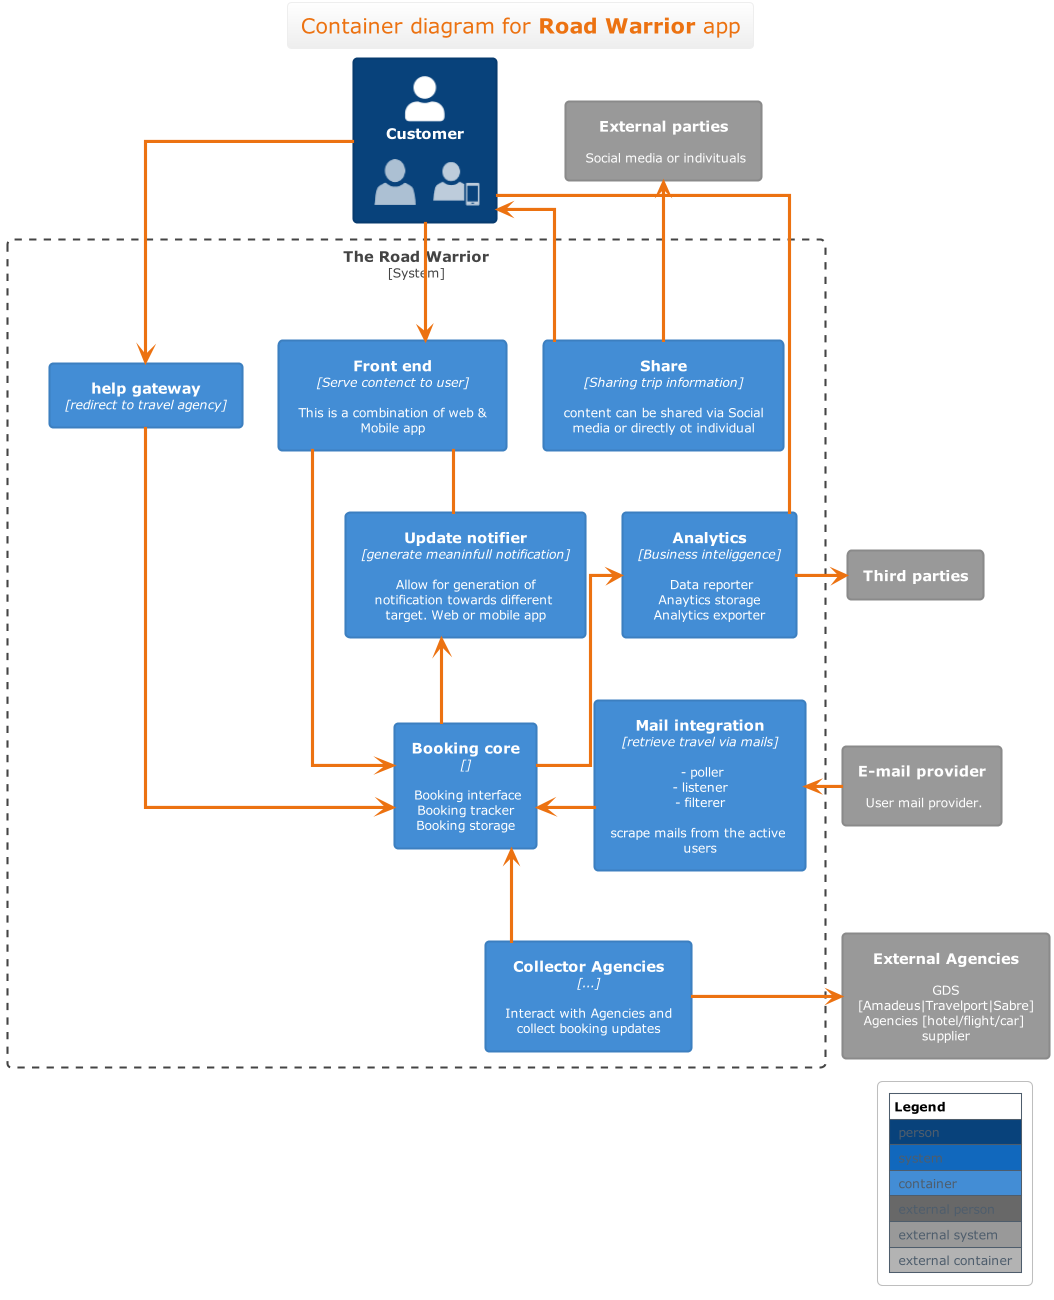 Container diagram for Road Warrior app
Customer
External parties
Social media or indivituals
The Road Warrior
[System]
help gateway
[redirect to travel agency]
Front end
[Serve contenct to user]
This is a combination of web &
Mobile app
Share
[Sharing trip information]
content can be shared via Social
media or directly ot individual
Update notifier
[generate meaninfull notification]
Allow for generation of
notification towards different
target. Web or mobile app
Analytics
[Business inteliggence]
Data reporter
Anaytics storage
Analytics exporter
Third parties
Booking core
[]
Booking interface
Booking tracker
Booking storage
Mail integration
[retrieve travel via mails]
- poller
- listener
- filterer
scrape mails from the active
users
E-mail provider
User mail provider.
Collector Agencies
[...]
Interact with Agencies and
collect booking updates
External Agencies
GDS
[Amadeus|Travelport|Sabre]
Agencies [hotel/flight/car]
supplier
Legend
person
system
container
external person
external system
external container